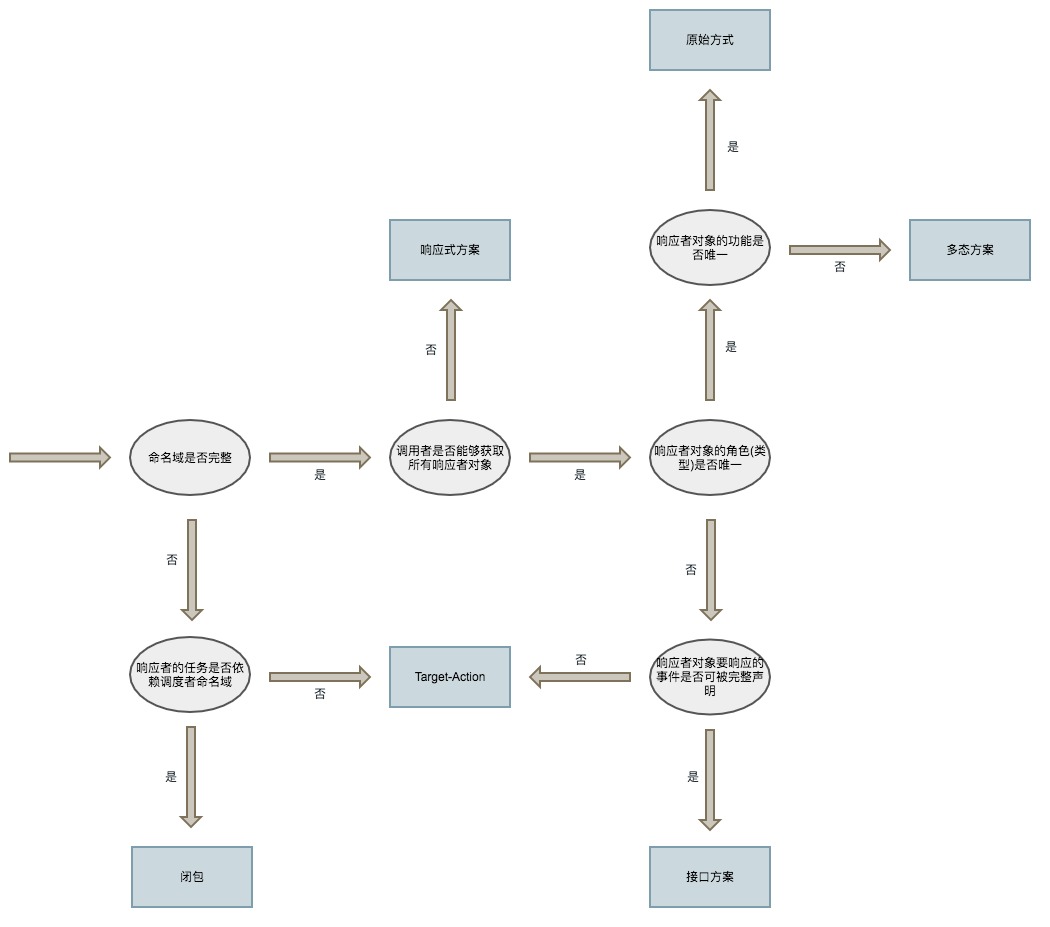 原始方式
是
响应者对象的功能是
否唯一
否
多态方案
响应式方案
否
是
命名域是否完整
是
调用者是否能够获取
所有响应者对象
是
响应者对象的角色(类
型)是否唯一
否
否
响应者的任务是否依
赖调度者命名域
否
Target-Action
否
响应者对象要响应的
事件是否可被完整声
明
是
是
闭包
接口方案